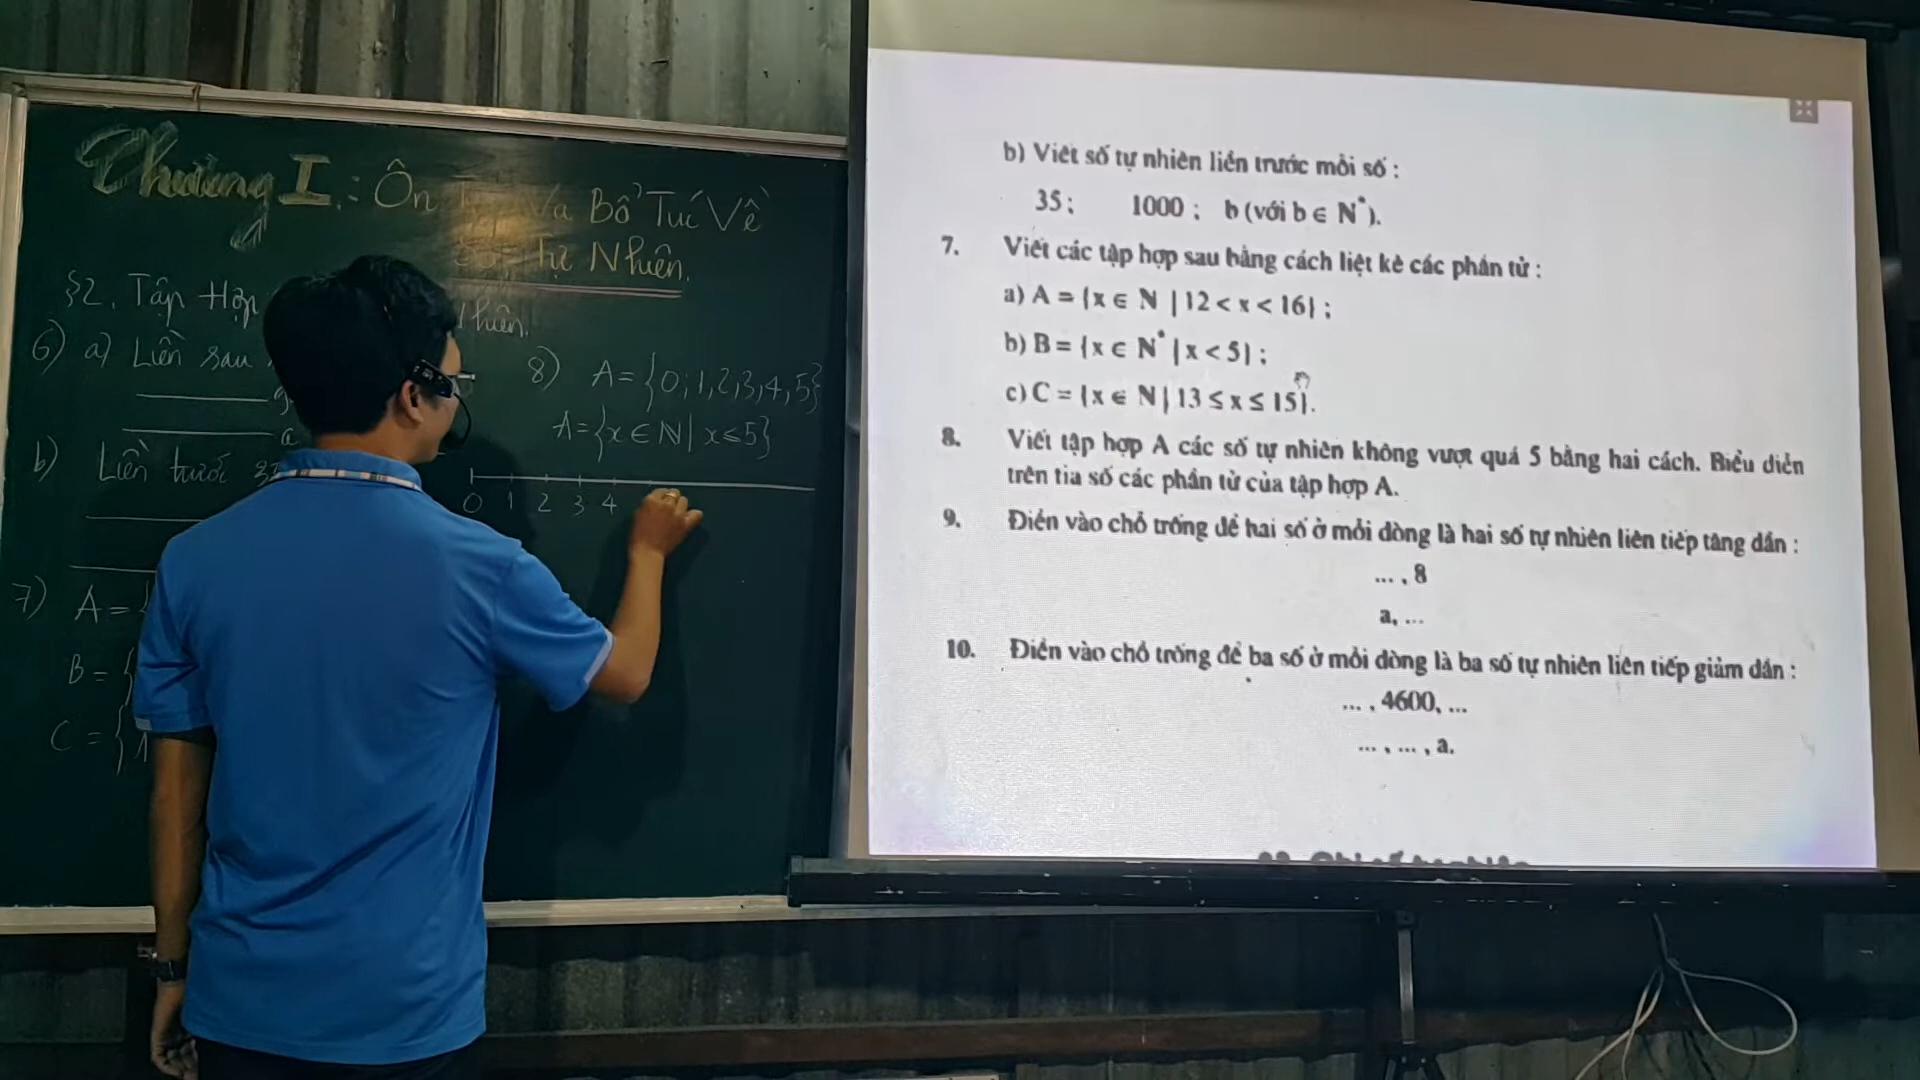 Chương I: Ôn Và Bổ Túc Về
Tự Nhiên.
§2. Tập Hợp
6) a) Liền sau
a
b) Liền trước
7) A = {
B = {
C = {
8) A = {0; 1, 2, 3, 4, 5}
A = {x ∈ N | x ≤ 5}
0 1 2 3 4
b) Viết số tự nhiên liền trước mỗi số :
35 ; 1000 ; b (với b ∈ N*).
7. Viết các tập hợp sau bằng cách liệt kê các phần tử :
a) A = {x ∈ N | 12 < x < 16} ;
b) B = {x ∈ N* | x < 5} ;
c) C = {x ∈ N | 13 ≤ x ≤ 15}.
8. Viết tập hợp A các số tự nhiên không vượt quá 5 bằng hai cách. Biểu diễn
trên tia số các phần tử của tập hợp A.
9. Điền vào chỗ trống để hai số ở mỗi dòng là hai số tự nhiên liên tiếp tăng dần :
... , 8
a, ...
10. Điền vào chỗ trống để ba số ở mỗi dòng là ba số tự nhiên liên tiếp giảm dần :
... , 4600, ...
... , ... , a.